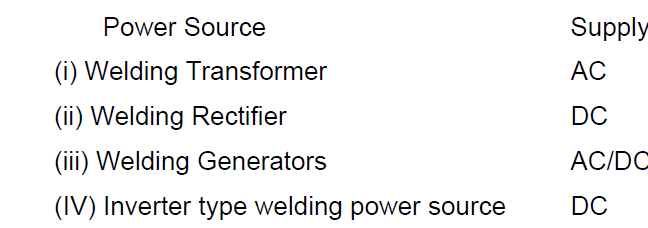 Power Source Supply
(i) Welding Transformer AC
(ii) Welding Rectifier DC
(iii) Welding Generators AC/DC
(IV) Inverter type welding power source DC